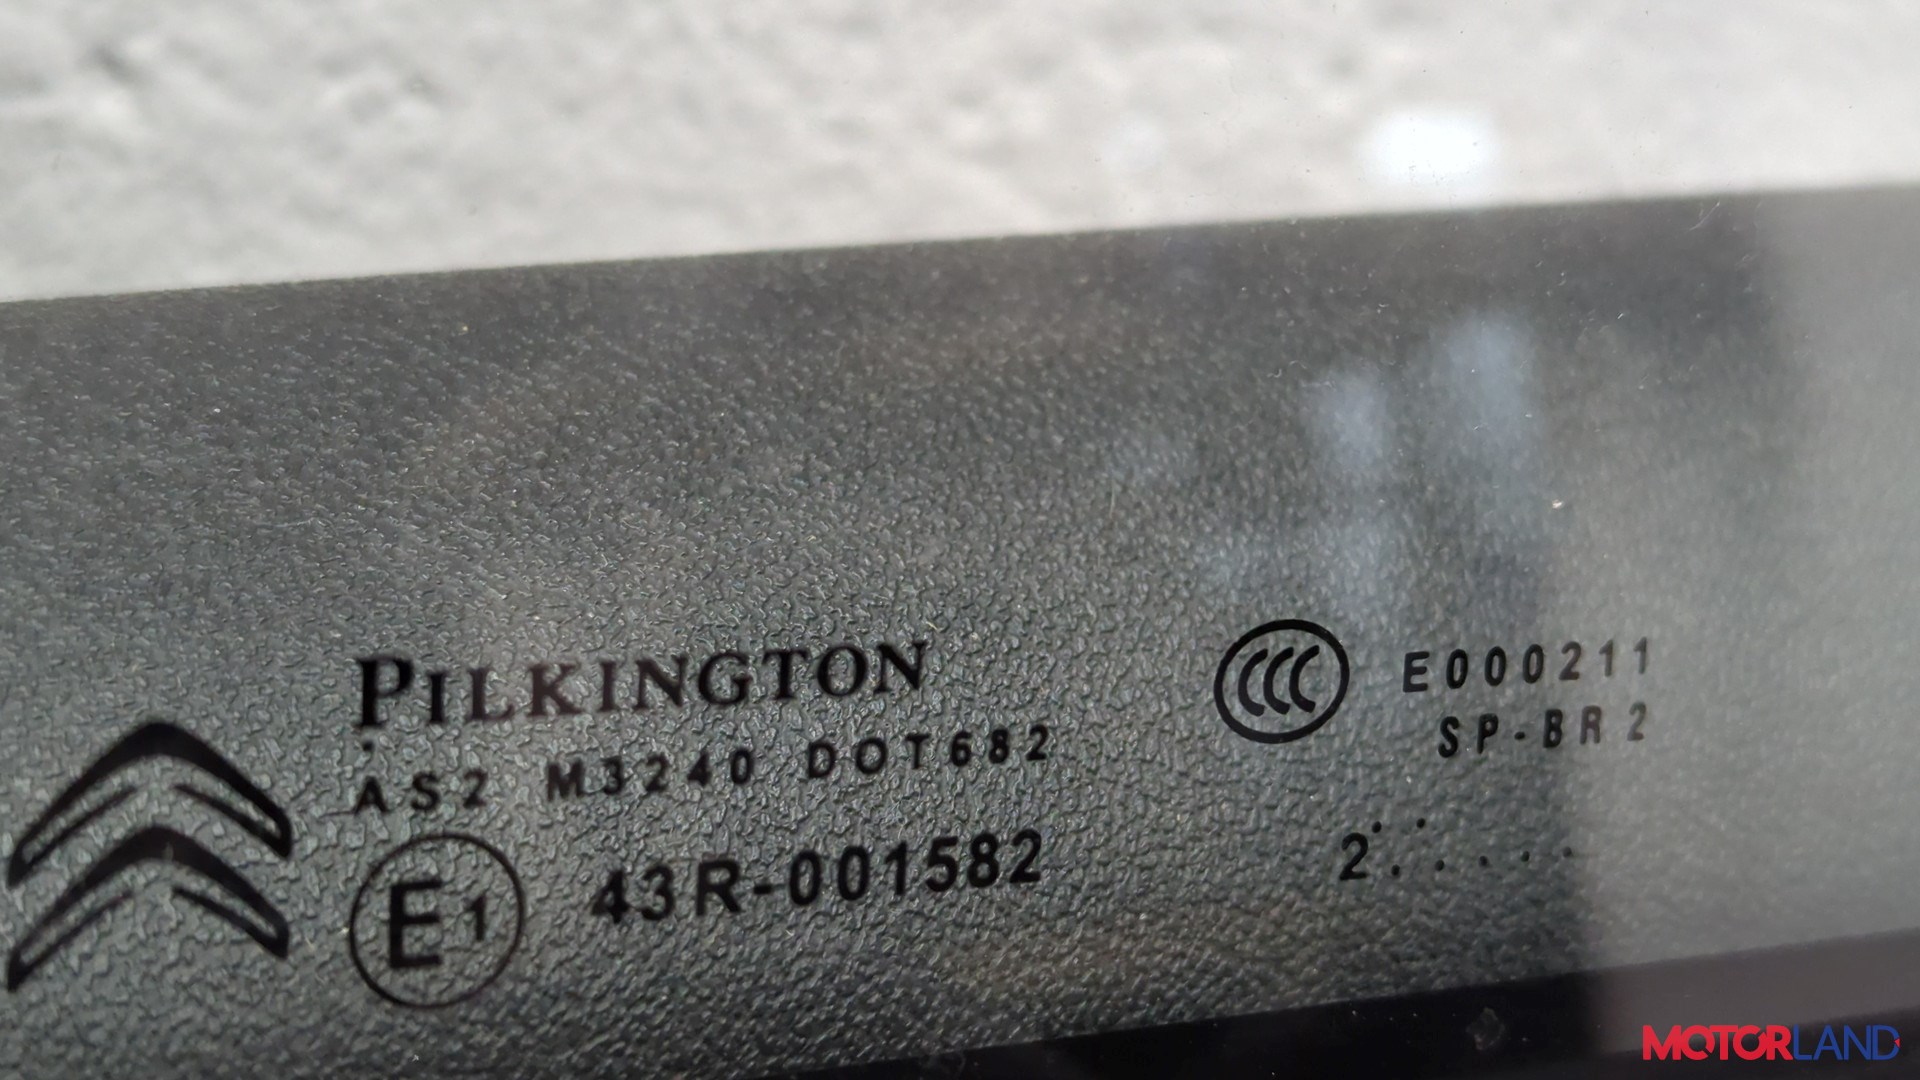 PILKINGTON
AS2 M3240 DOT682
E1 43R-001582
CCC E000211
SP-BR2
2 . . . . . . .
MOTORLAND